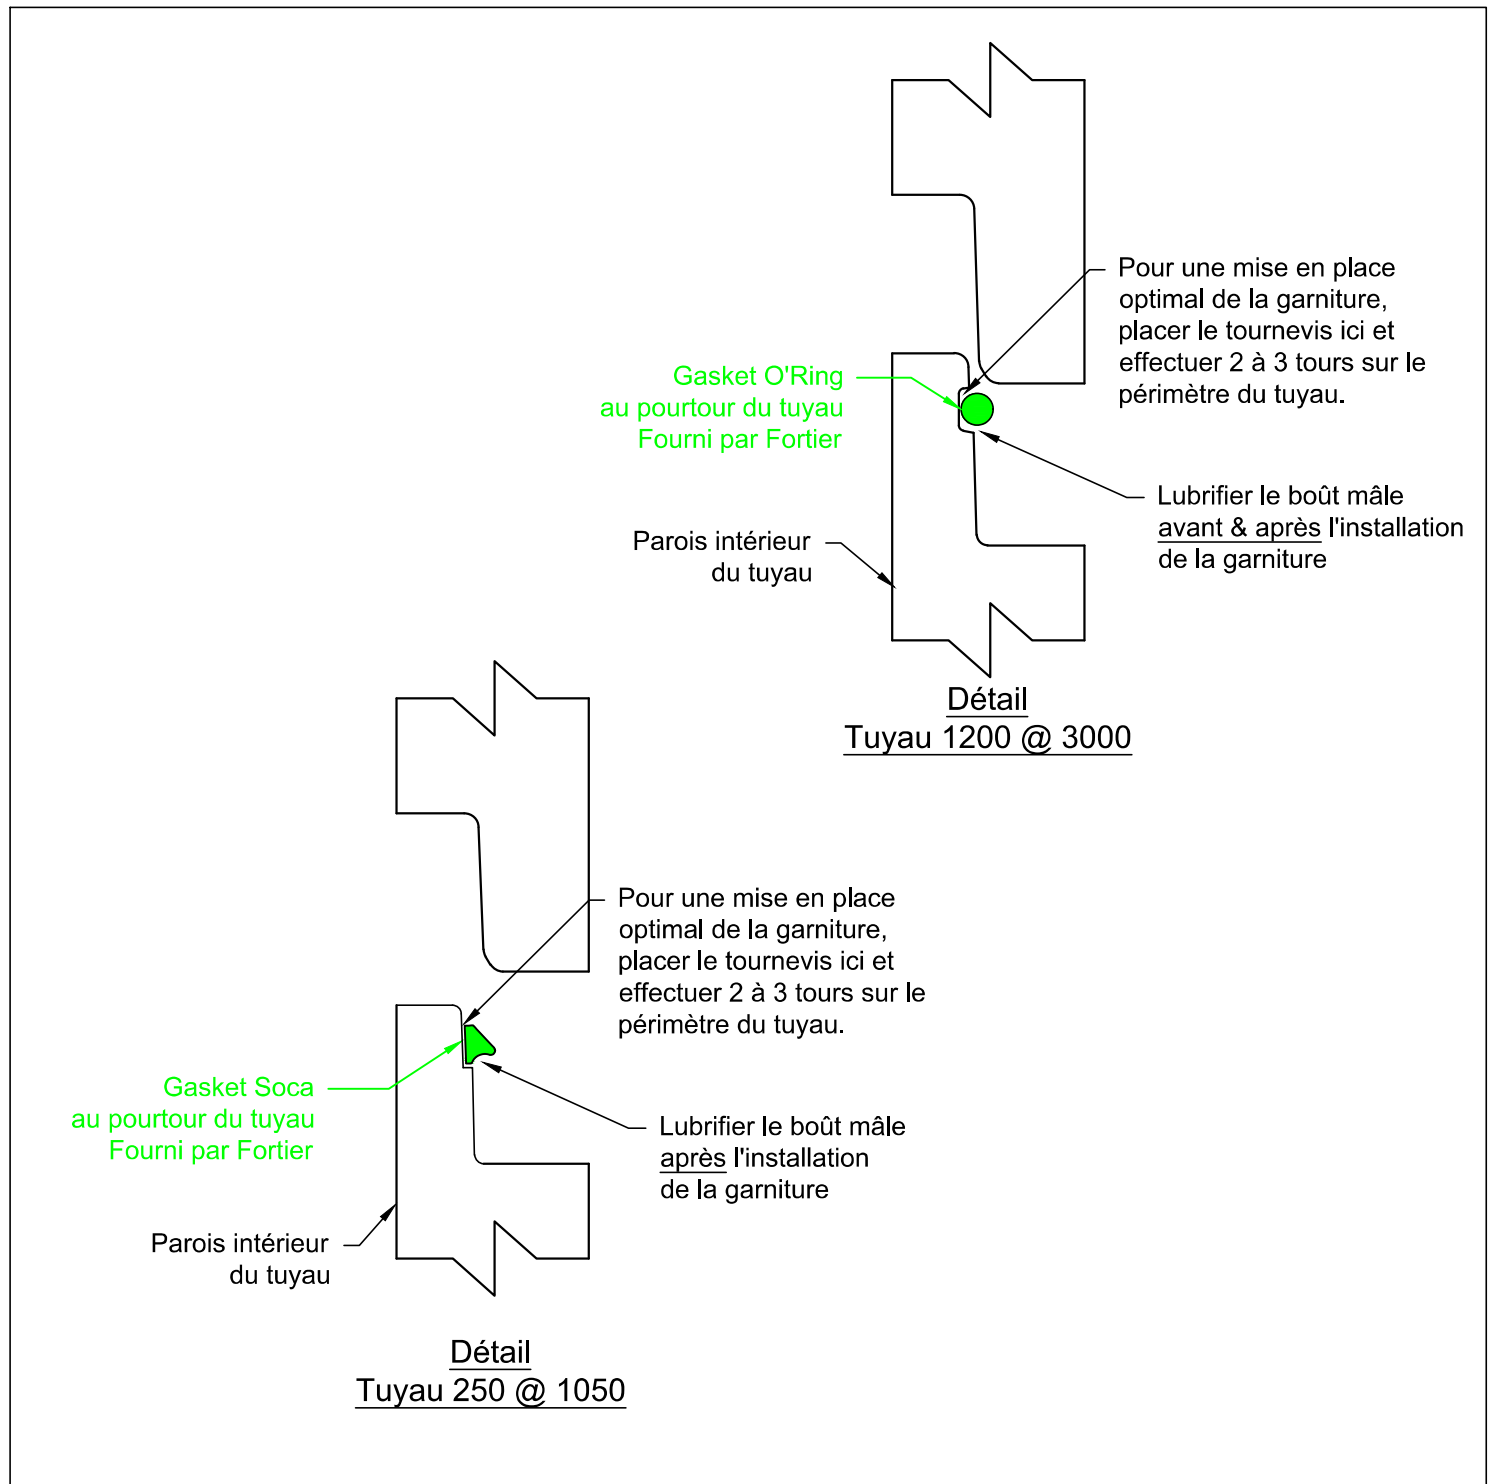 Pour une mise en place
optimal de la garniture,
placer le tournevis ici et
effectuer 2 à 3 tours sur le
périmètre du tuyau.
Gasket O'Ring
au pourtour du tuyau
Fourni par Fortier
Lubrifier le boût mâle
avant & après l'installation
de la garniture
Parois intérieur
du tuyau
Détail
Tuyau 1200 @ 3000
Pour une mise en place
optimal de la garniture,
placer le tournevis ici et
effectuer 2 à 3 tours sur le
périmètre du tuyau.
Gasket Soca
au pourtour du tuyau
Fourni par Fortier
Lubrifier le boût mâle
après l'installation
de la garniture
Parois intérieur
du tuyau
Détail
Tuyau 250 @ 1050